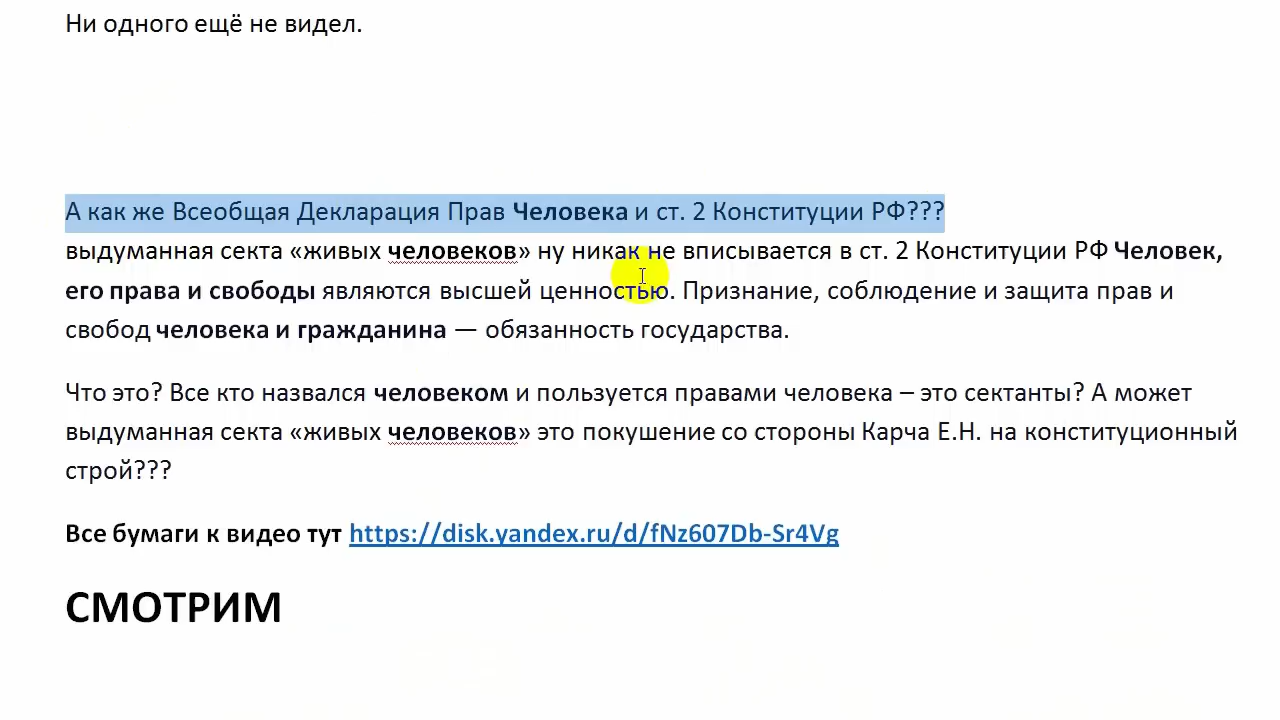 Ни одного ещё не видел.
А как же Всеобщая Декларация Прав Человека и ст. 2 Конституции РФ???
выдуманная секта «живых человеков» ну никак не вписывается в ст. 2 Конституции РФ Человек,
его права и свободы являются высшей ценностью. Признание, соблюдение и защита прав и
свобод человека и гражданина — обязанность государства.
Что это? Все кто назвался человеком и пользуется правами человека – это сектанты? А может
выдуманная секта «живых человеков» это покушение со стороны Карча Е.Н. на конституционный
строй???
Все бумаги к видео тут https://disk.yandex.ru/d/fNz607Db-Sr4Vg
СМОТРИМ